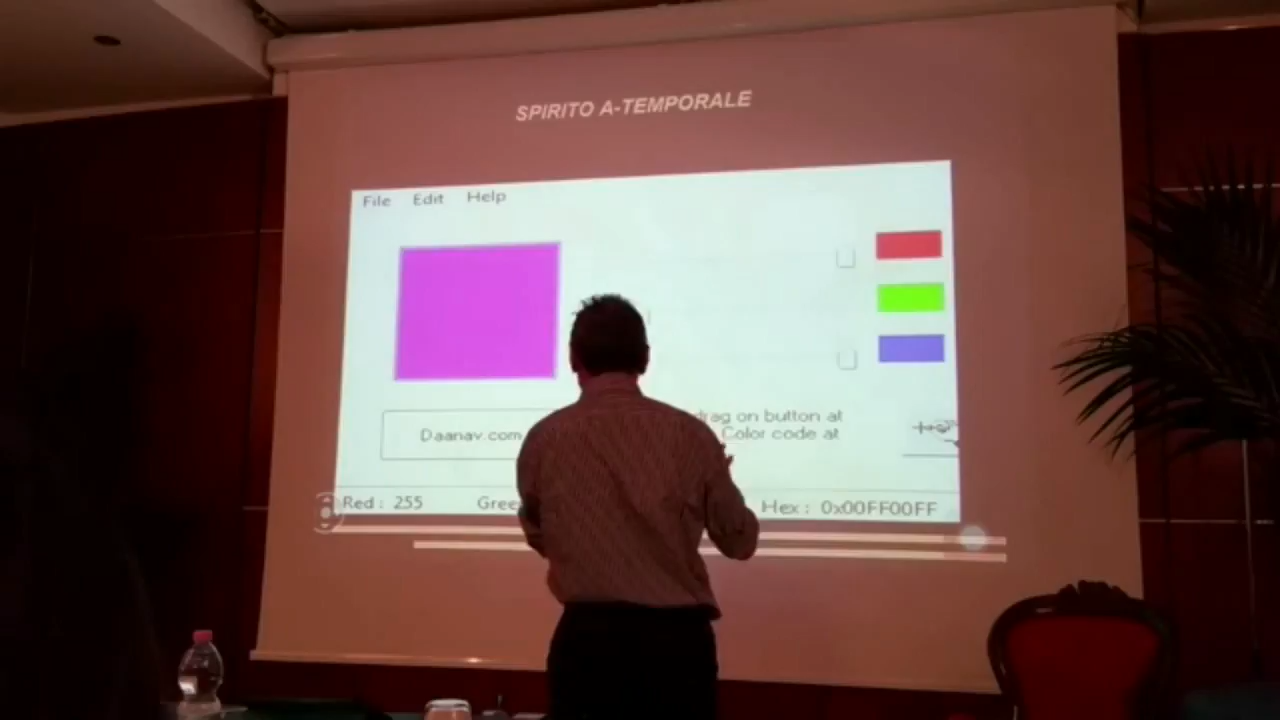 SPIRITO A-TEMPORALE
File Edit Help
Daanav.com
drag on button at
Color code at
Red : 255
Hex : 0x00FF00FF